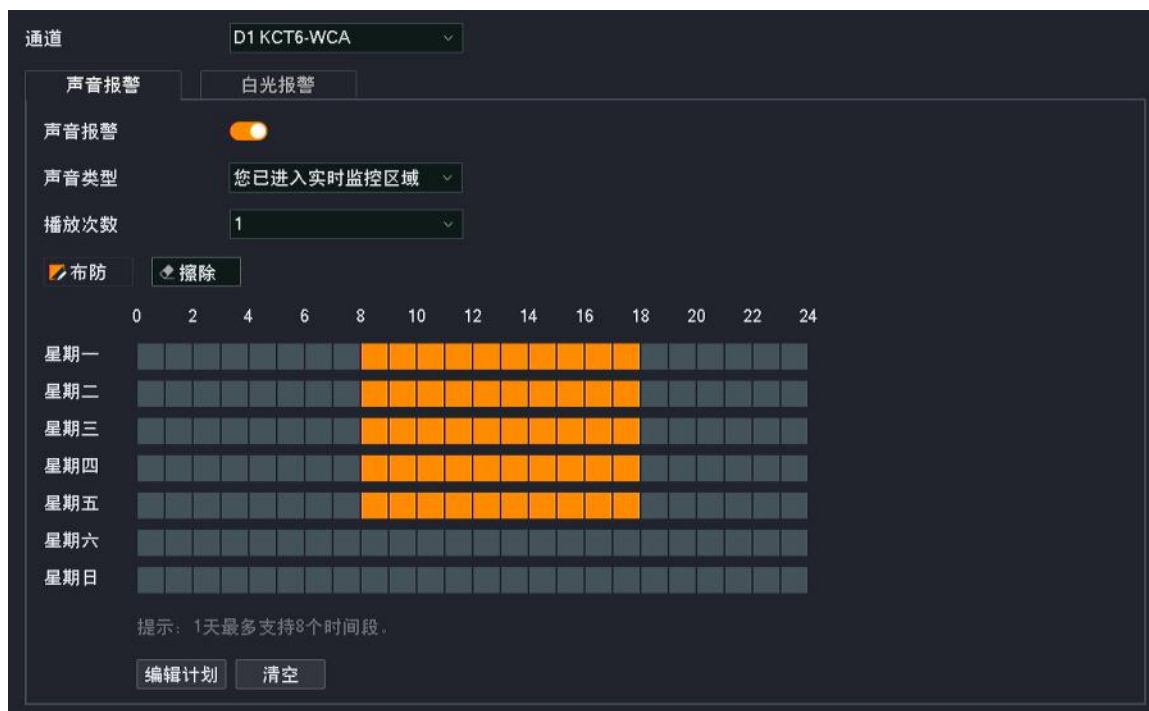 通道 D1 KCT6-WCA
声音报警 白光报警
声音报警
声音类型 您已进入实时监控区域
播放次数 1
布防 擦除
0 2 4 6 8 10 12 14 16 18 20 22 24
星期一
星期二
星期三
星期四
星期五
星期六
星期日
提示：1天最多支持8个时间段。
编辑计划 清空